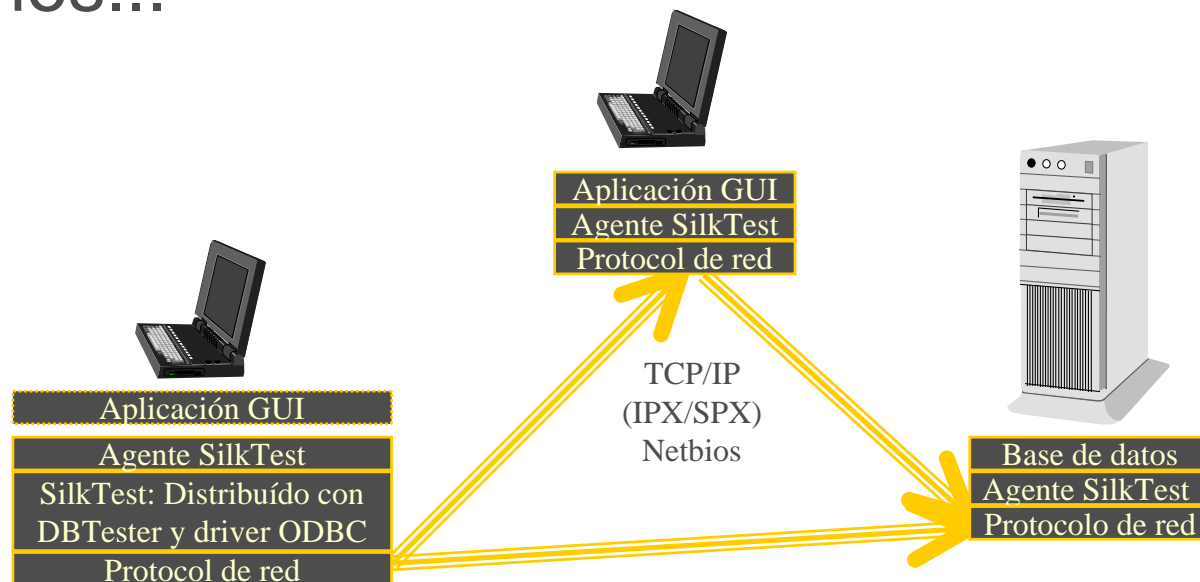 Aplicación GUI
Agente SilkTest
Protocol de red
TCP/IP
(IPX/SPX)
Netbios
Aplicación GUI
Agente SilkTest
SilkTest: Distribuído con
DBTester y driver ODBC
Protocol de red
Base de datos
Agente SilkTest
Protocolo de red